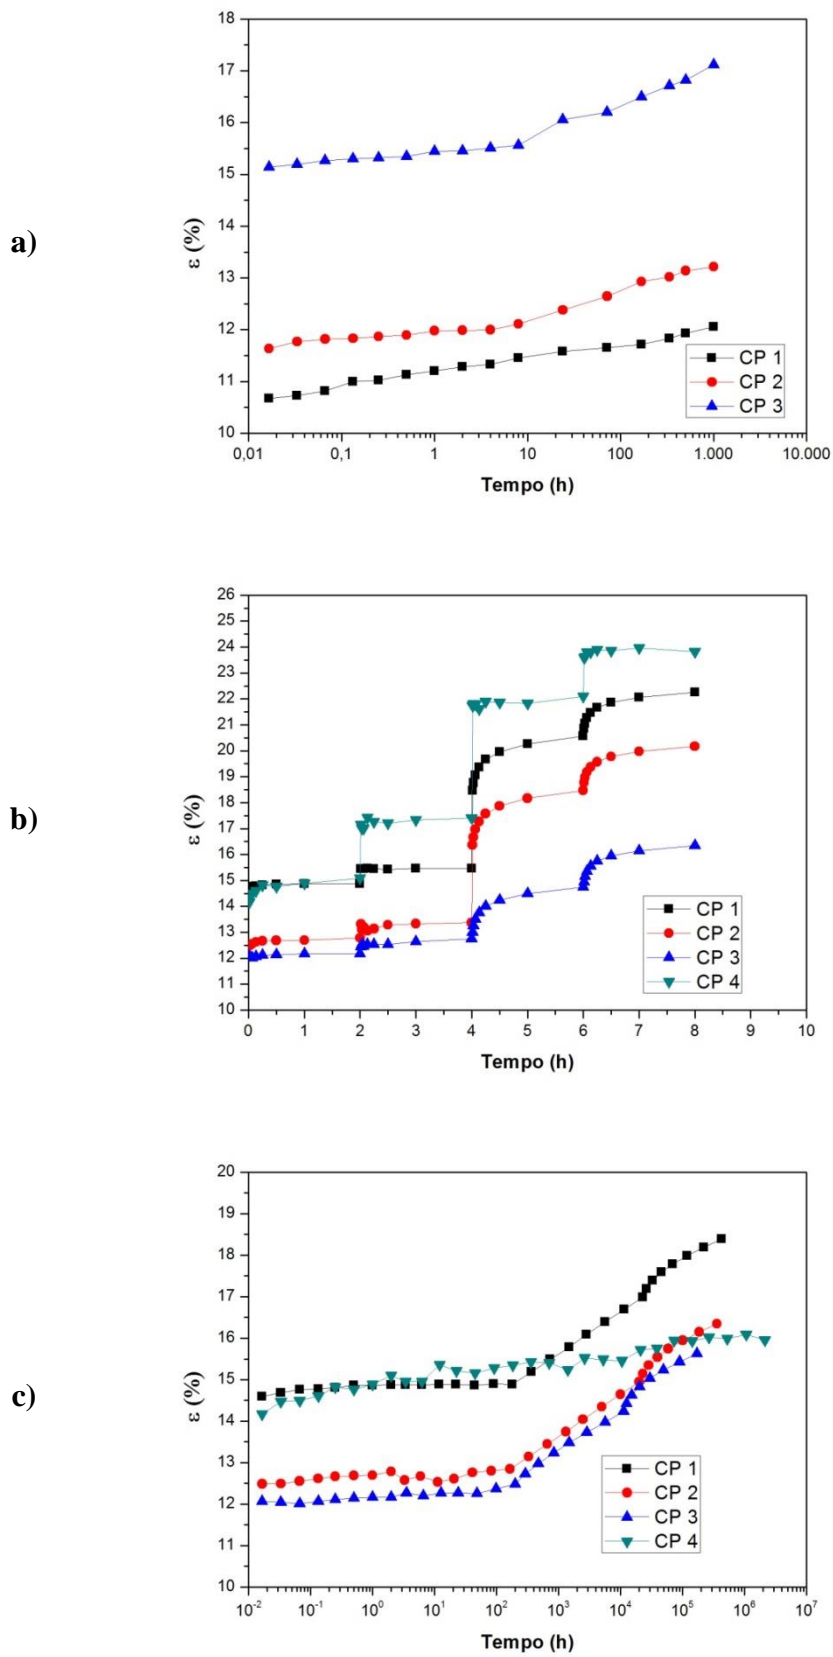 a)
ε (%)
18
17
16
15
14
13
12
11
10
0,01 0,1 1 10 100 1.000 10.000
Tempo (h)
CP 1
CP 2
CP 3
b)
ε (%)
26
25
24
23
22
21
20
19
18
17
16
15
14
13
12
11
10
0 1 2 3 4 5 6 7 8 9 10
Tempo (h)
CP 1
CP 2
CP 3
CP 4
c)
ε (%)
20
19
18
17
16
15
14
13
12
11
10
10⁻² 10⁻¹ 10⁰ 10¹ 10² 10³ 10⁴ 10⁵ 10⁶ 10⁷
Tempo (h)
CP 1
CP 2
CP 3
CP 4